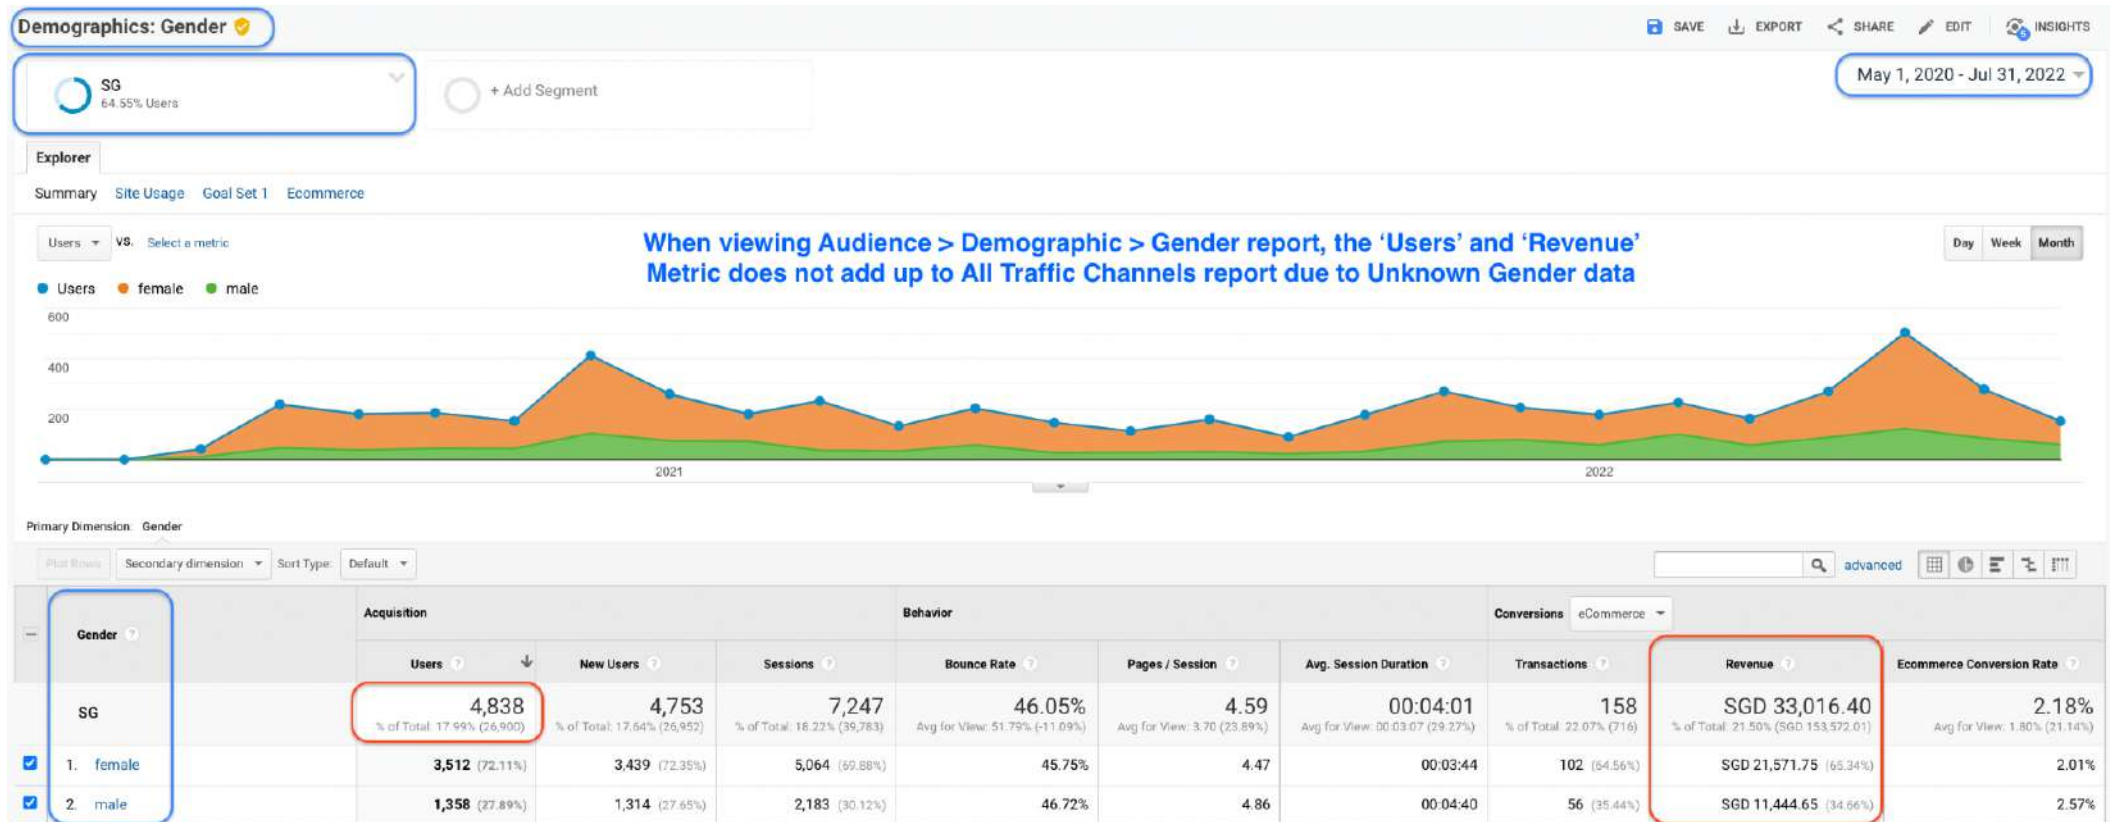 Demographics: Gender
SAVE EXPORT SHARE EDIT INSIGHTS
5
SG
64.55% Users
+ Add Segment
May 1, 2020 - Jul 31, 2022
Explorer
Summary Site Usage Goal Set 1 Ecommerce
Users VS. Select a metric
When viewing Audience > Demographic > Gender report, the ‘Users’ and ‘Revenue’
Metric does not add up to All Traffic Channels report due to Unknown Gender data
Day Week Month
Users female male
600
400
200
2021 2022
Primary Dimension: Gender
Plot Rows Secondary dimension Sort Type: Default advanced
Gender ? Acquisition Behavior Conversions eCommerce
Users ? New Users ? Sessions ? Bounce Rate ? Pages / Session ? Avg. Session Duration ? Transactions ? Revenue ? Ecommerce Conversion Rate ?
SG 4,838 4,753 7,247 46.05% 4.59 00:04:01 158 SGD 33,016.40 2.18%
% of Total: 17.99% (26,900) % of Total: 17.64% (26,952) % of Total: 18.22% (39,783) Avg for View: 51.79% (-11.09%) Avg for View: 3.70 (23.89%) Avg for View: 00:03:07 (29.27%) % of Total: 22.07% (716) % of Total: 21.50% (SGD 153,572.01) Avg for View: 1.80% (21.14%)
1. female 3,512 (72.11%) 3,439 (72.35%) 5,064 (69.88%) 45.75% 4.47 00:03:44 102 (64.56%) SGD 21,571.75 (65.34%) 2.01%
2. male 1,358 (27.89%) 1,314 (27.65%) 2,183 (30.12%) 46.72% 4.86 00:04:40 56 (35.44%) SGD 11,444.65 (34.66%) 2.57%